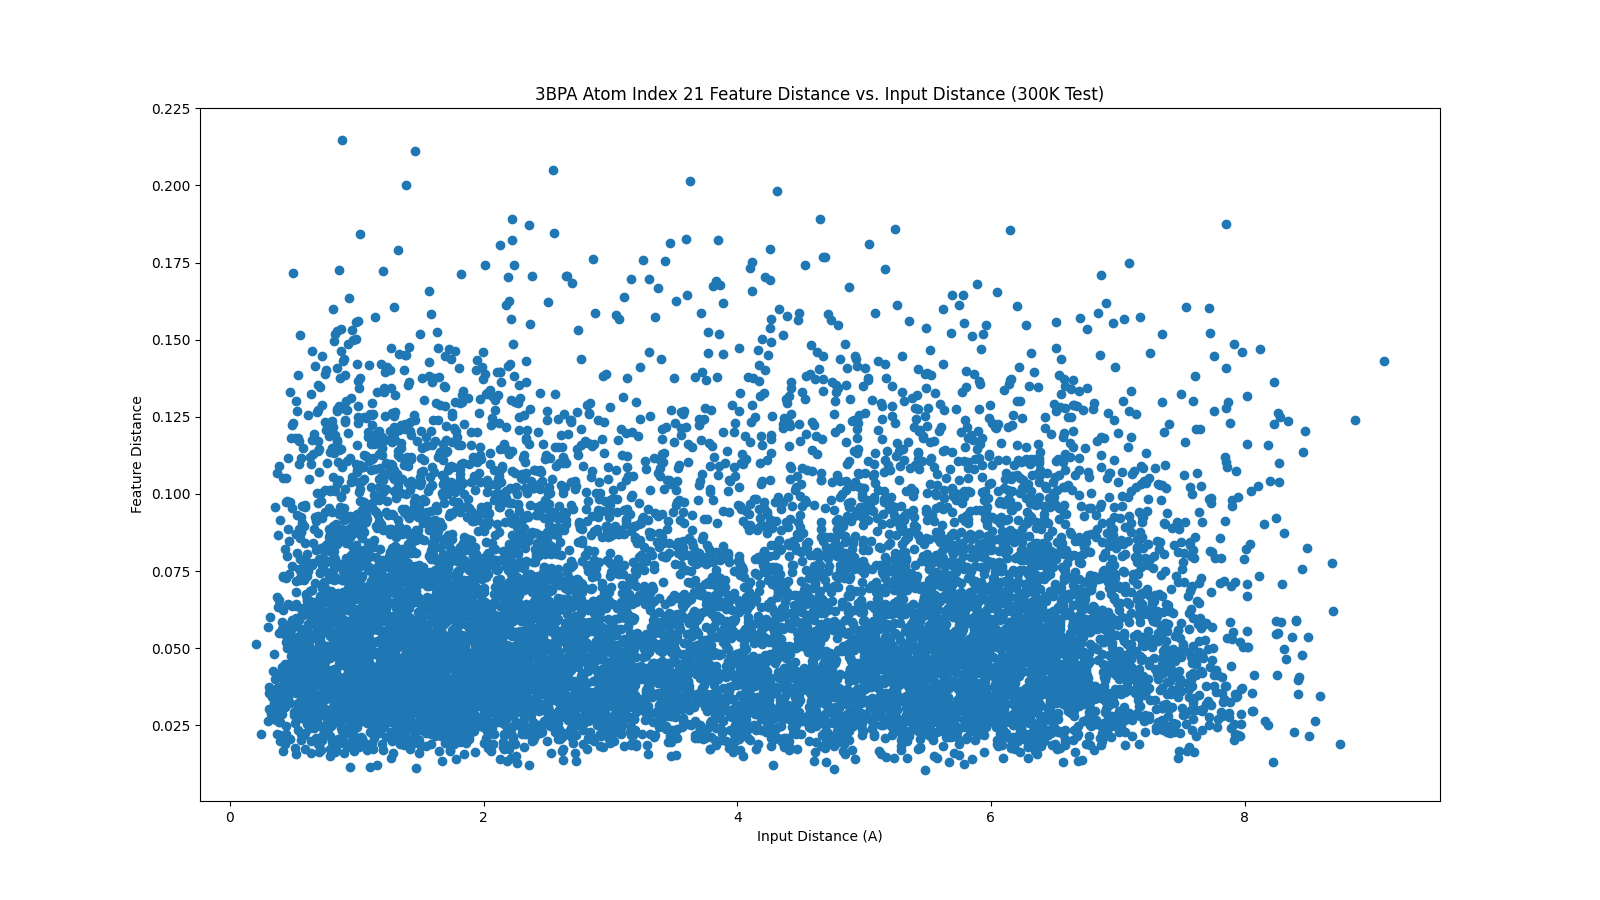 3BPA Atom Index 21 Feature Distance vs. Input Distance (300K Test)
0.225
0.200
0.175
0.150
0.125
0.100
0.075
0.050
0.025
Feature Distance
0 2 4 6 8
Input Distance (A)